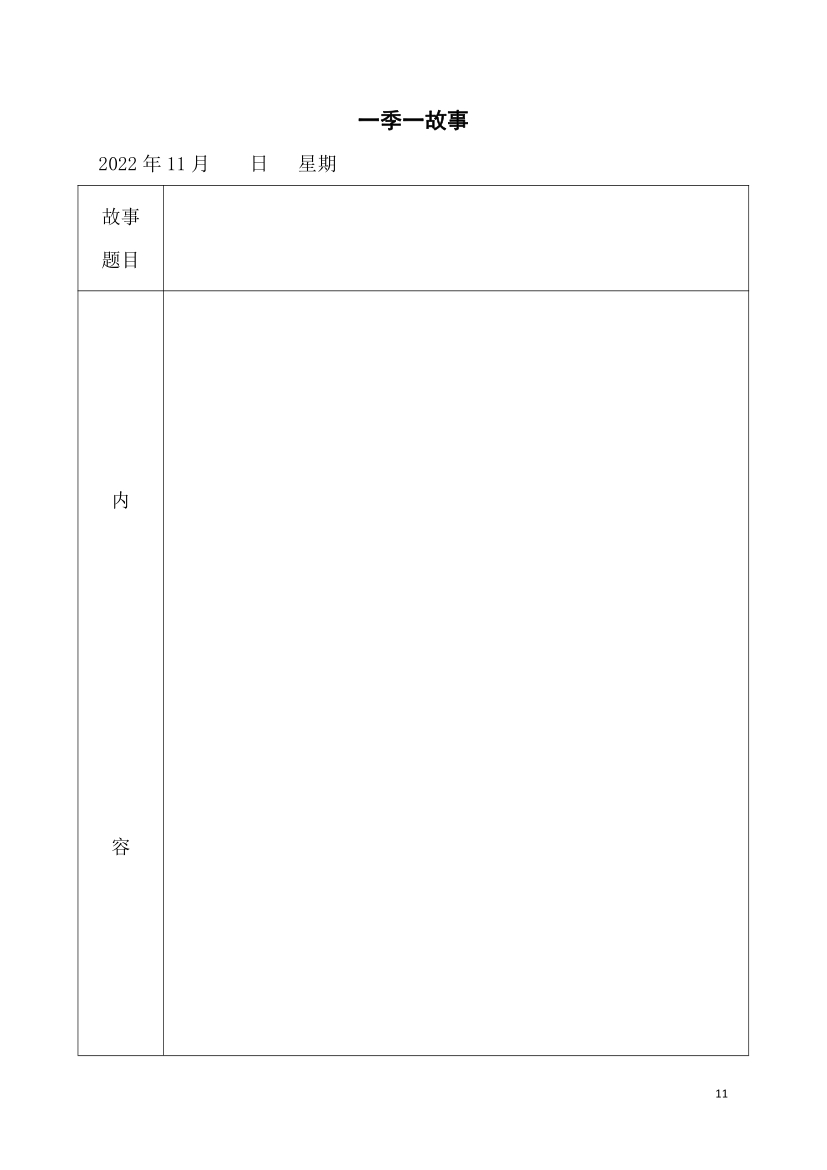 一季一故事
2022 年 11 月 日 星期
故事
题目
内
容
11